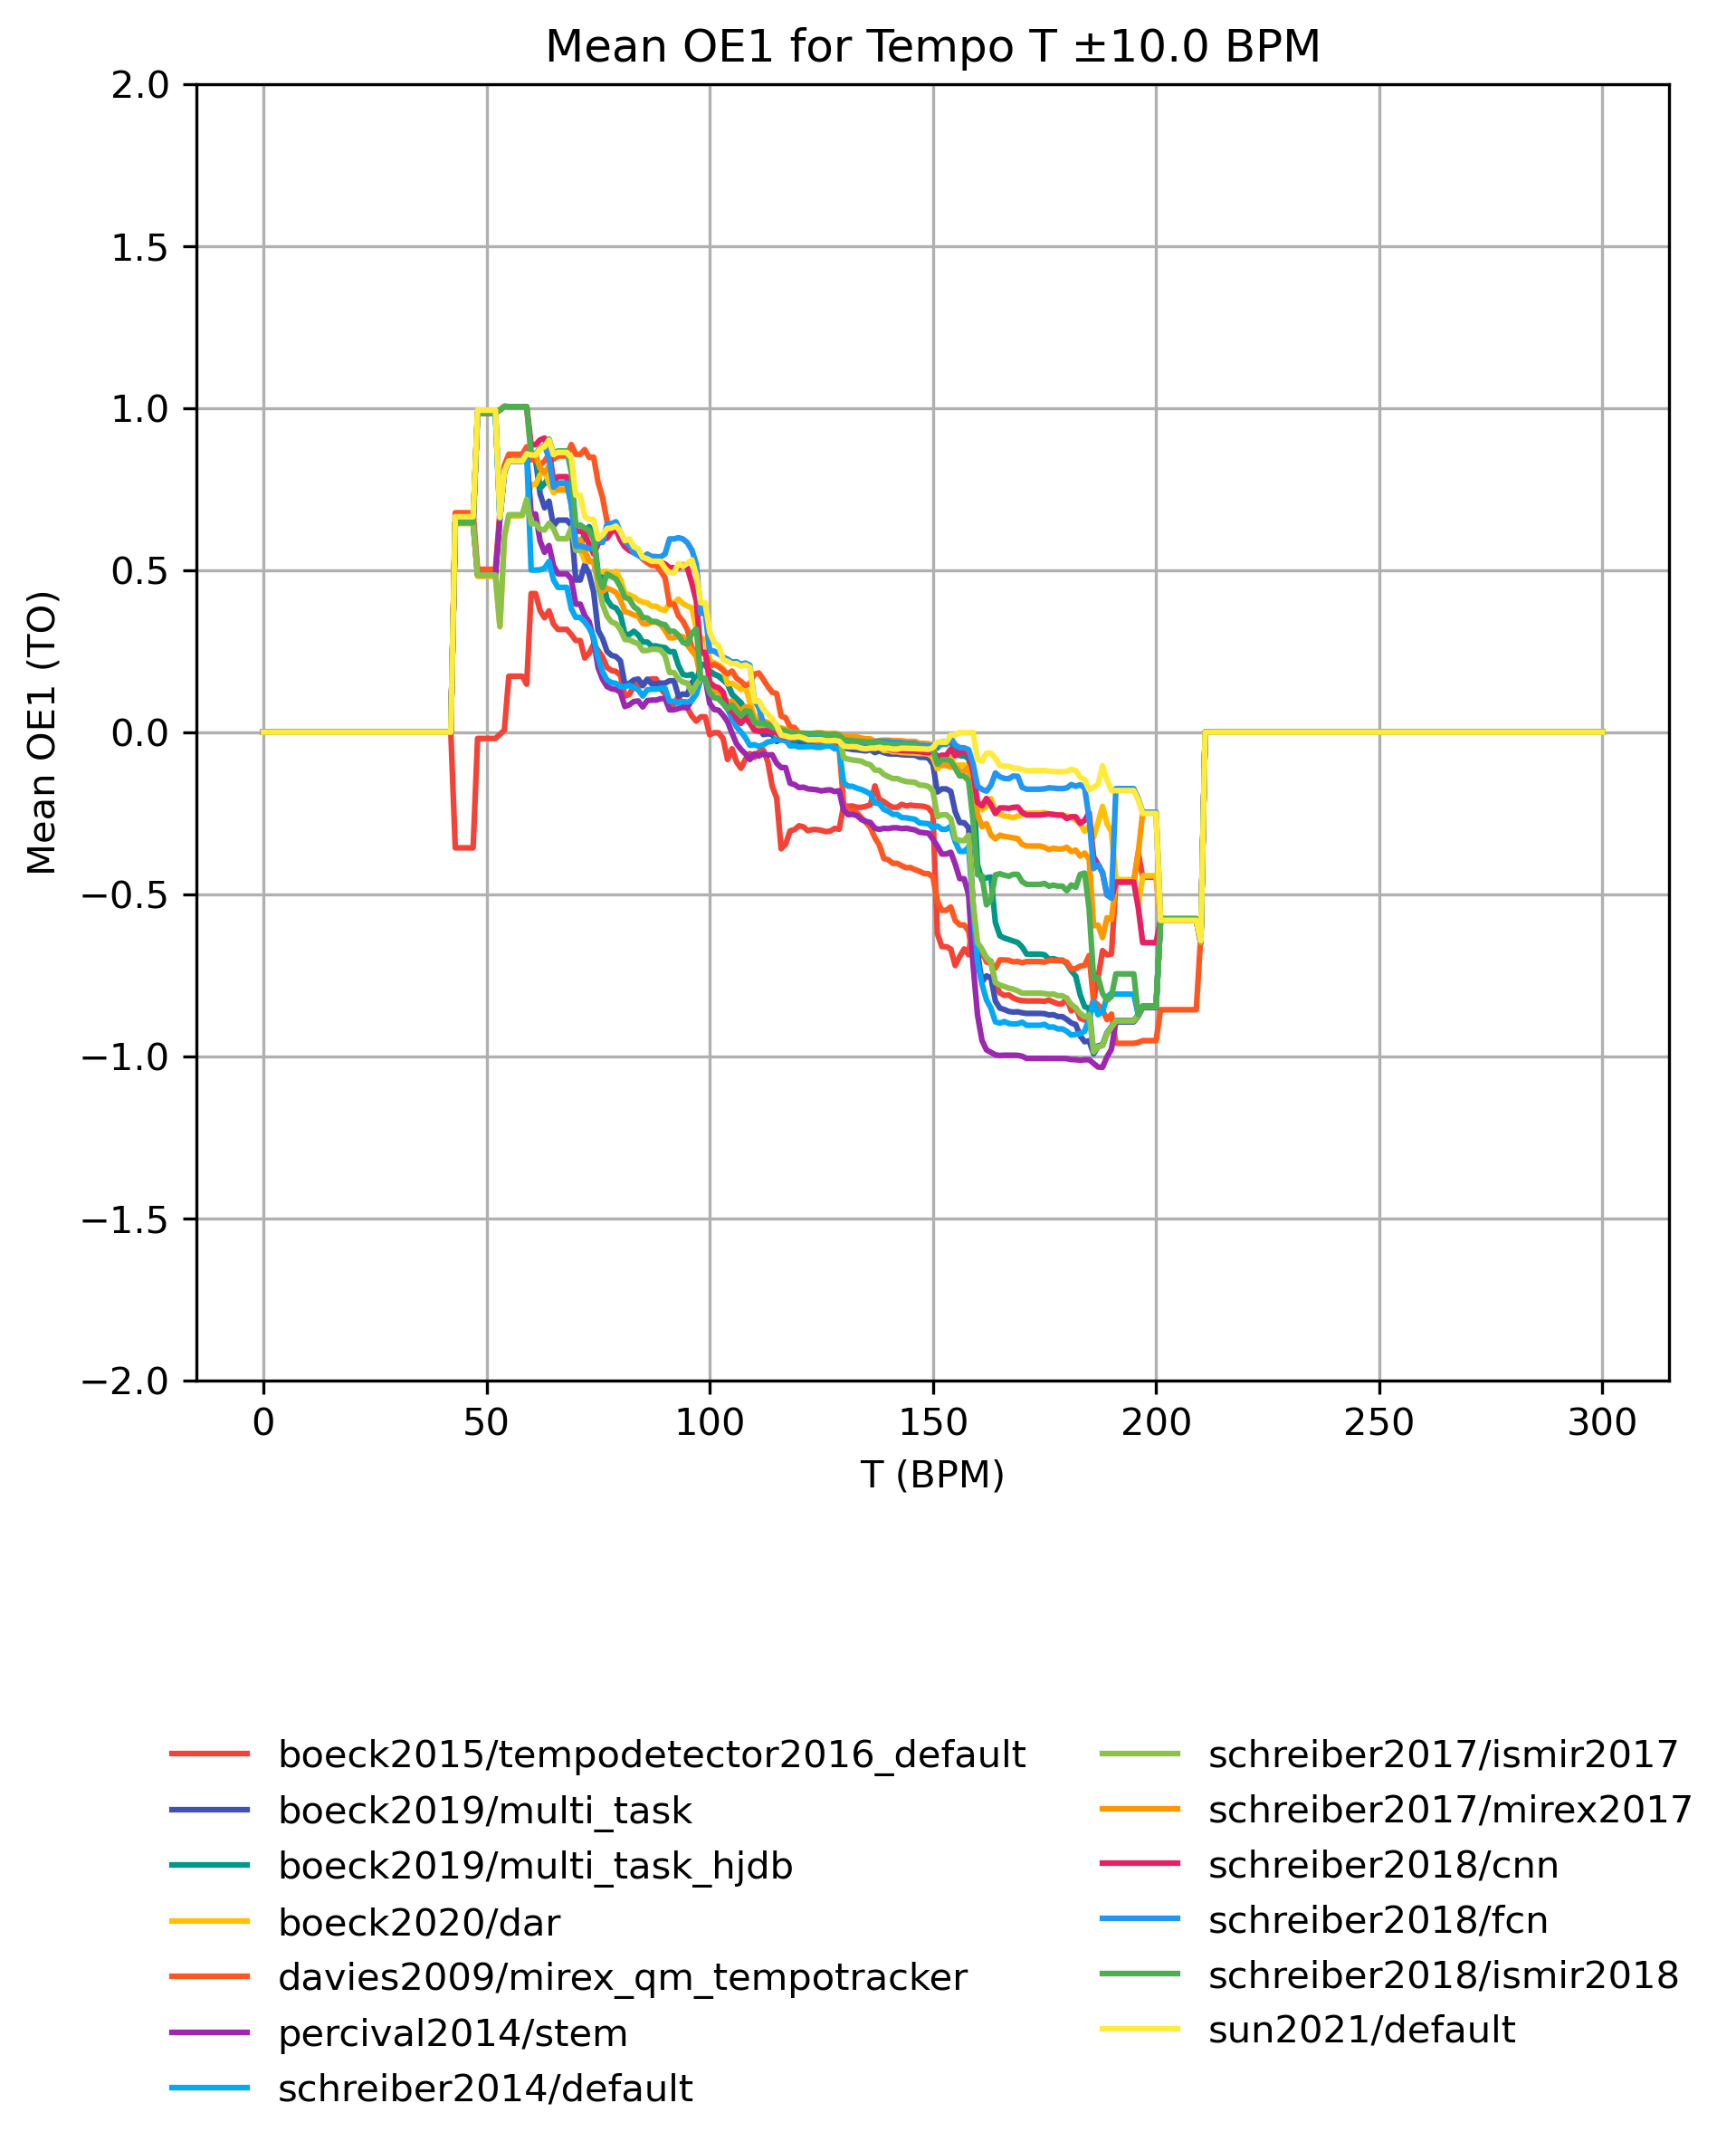 Mean OE1 for Tempo T ±10.0 BPM
2.0
1.5
1.0
0.5
0.0
−0.5
−1.0
−1.5
−2.0
Mean OE1 (TO)
0 50 100 150 200 250 300
T (BPM)
boeck2015/tempodetector2016_default
boeck2019/multi_task
boeck2019/multi_task_hjdb
boeck2020/dar
davies2009/mirex_qm_tempotracker
percival2014/stem
schreiber2014/default
schreiber2017/ismir2017
schreiber2017/mirex2017
schreiber2018/cnn
schreiber2018/fcn
schreiber2018/ismir2018
sun2021/default